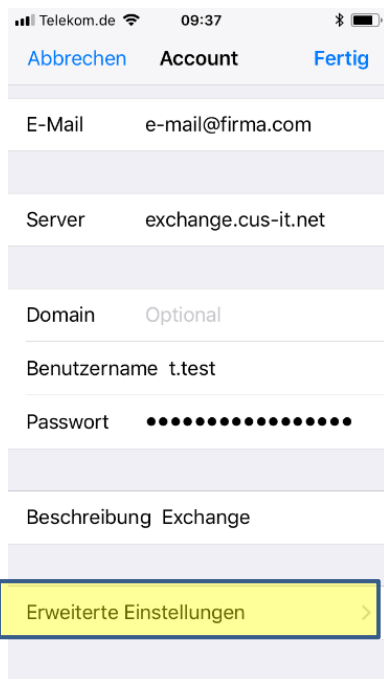 Telekom.de 09:37
Abbrechen Account Fertig
E-Mail e-mail@firma.com
Server exchange.cus-it.net
Domain Optional
Benutzername t.test
Passwort ●●●●●●●●●●●●●●●●●
Beschreibung Exchange
Erweiterte Einstellungen